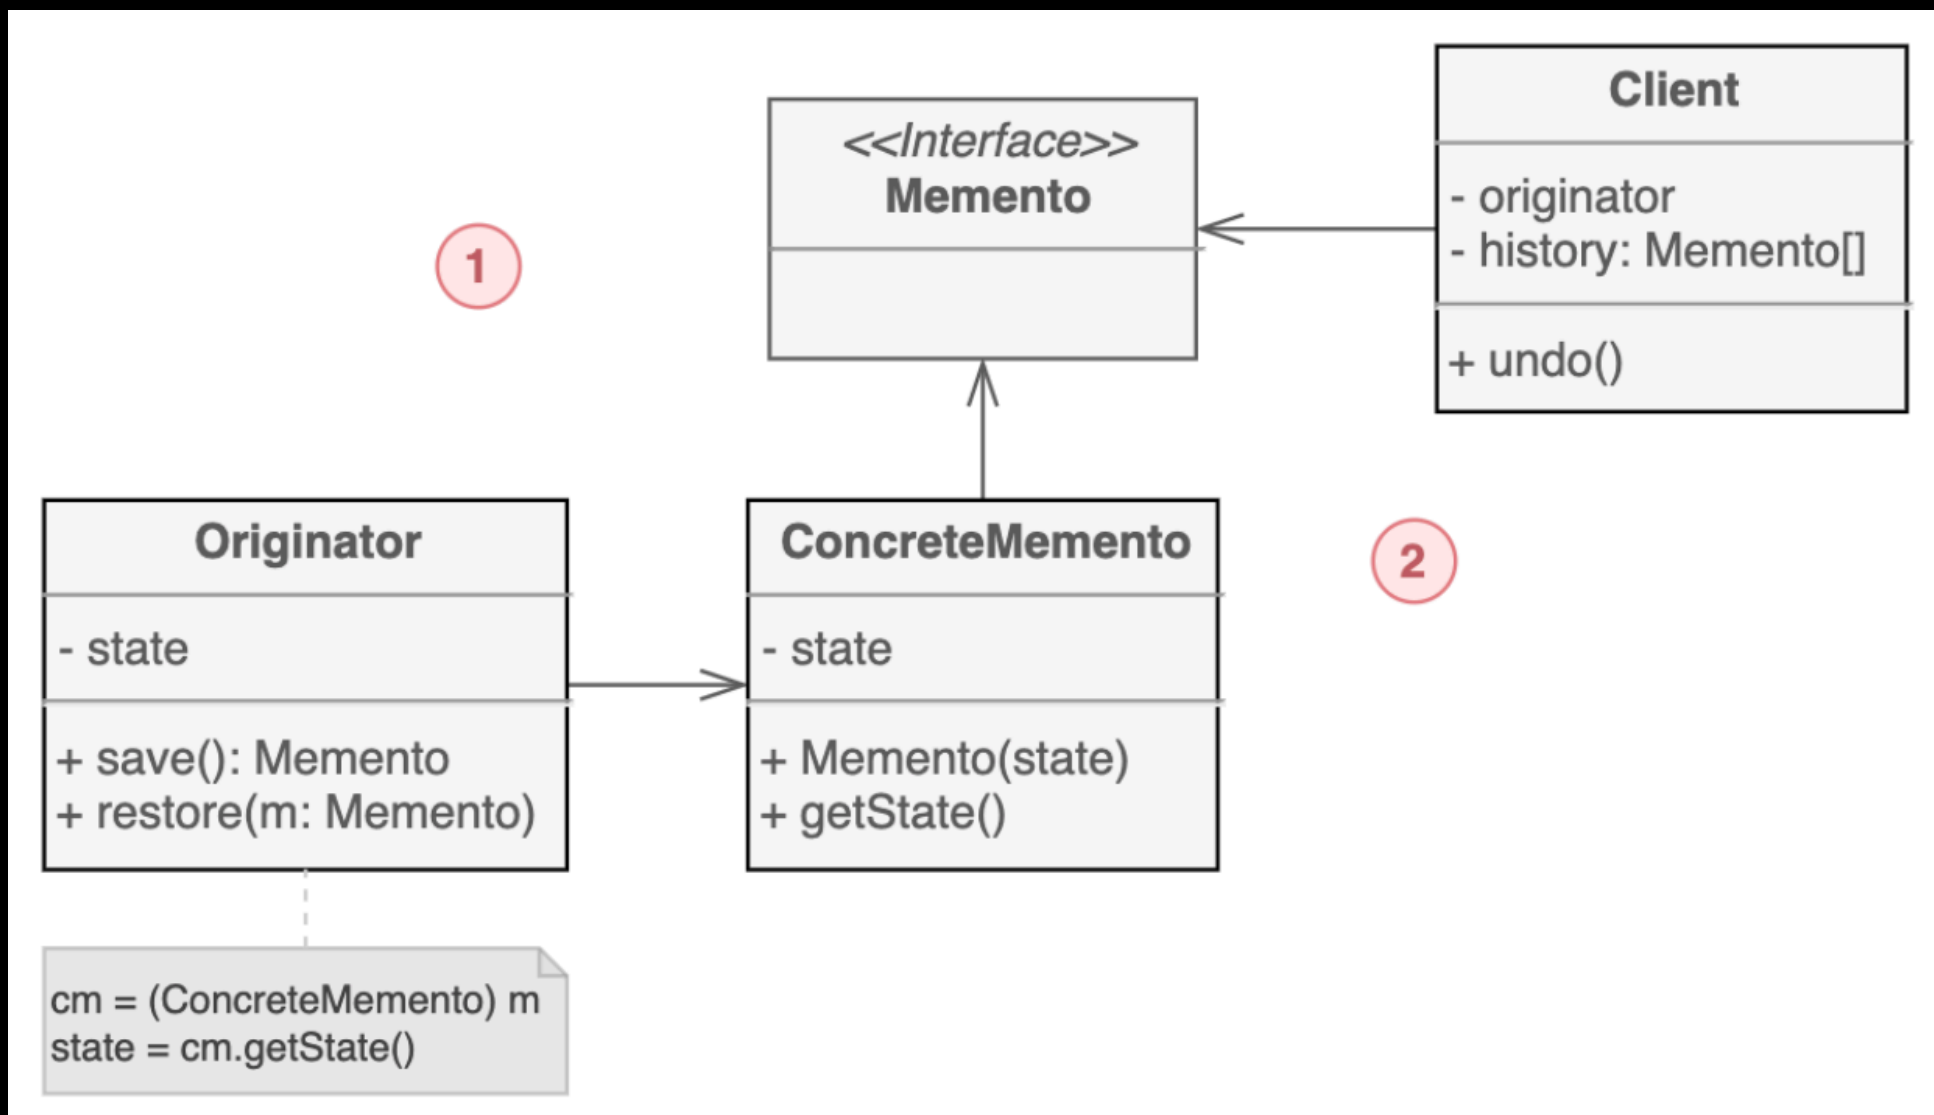 <<Interface>>
Memento
Client
- originator
- history: Memento[]
+ undo()
1
Originator
- state
+ save(): Memento
+ restore(m: Memento)
ConcreteMemento
- state
+ Memento(state)
+ getState()
2
cm = (ConcreteMemento) m
state = cm.getState()